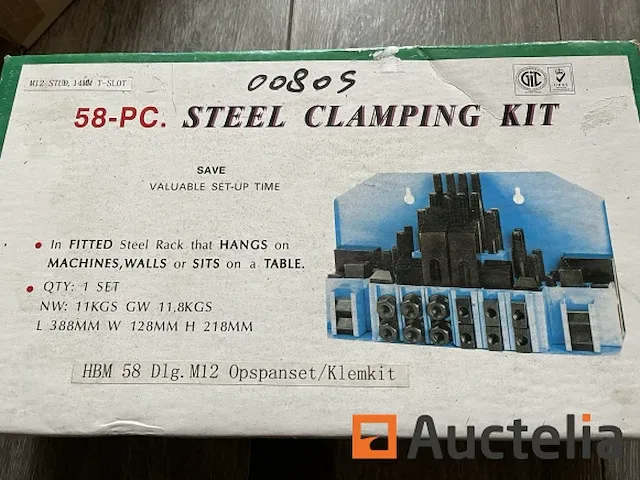 M12 STUD, 14MM T-SLOT
00805
GIC
58-PC. STEEL CLAMPING KIT
SAVE
VALUABLE SET-UP TIME
• In FITTED Steel Rack that HANGS on
MACHINES,WALLS or SITS on a TABLE.
• QTY: 1 SET
NW: 11KGS GW 11.8KGS
L 388MM W 128MM H 218MM
HBM 58 Dlg. M12 Opspanset/Klemkit
Auctelia